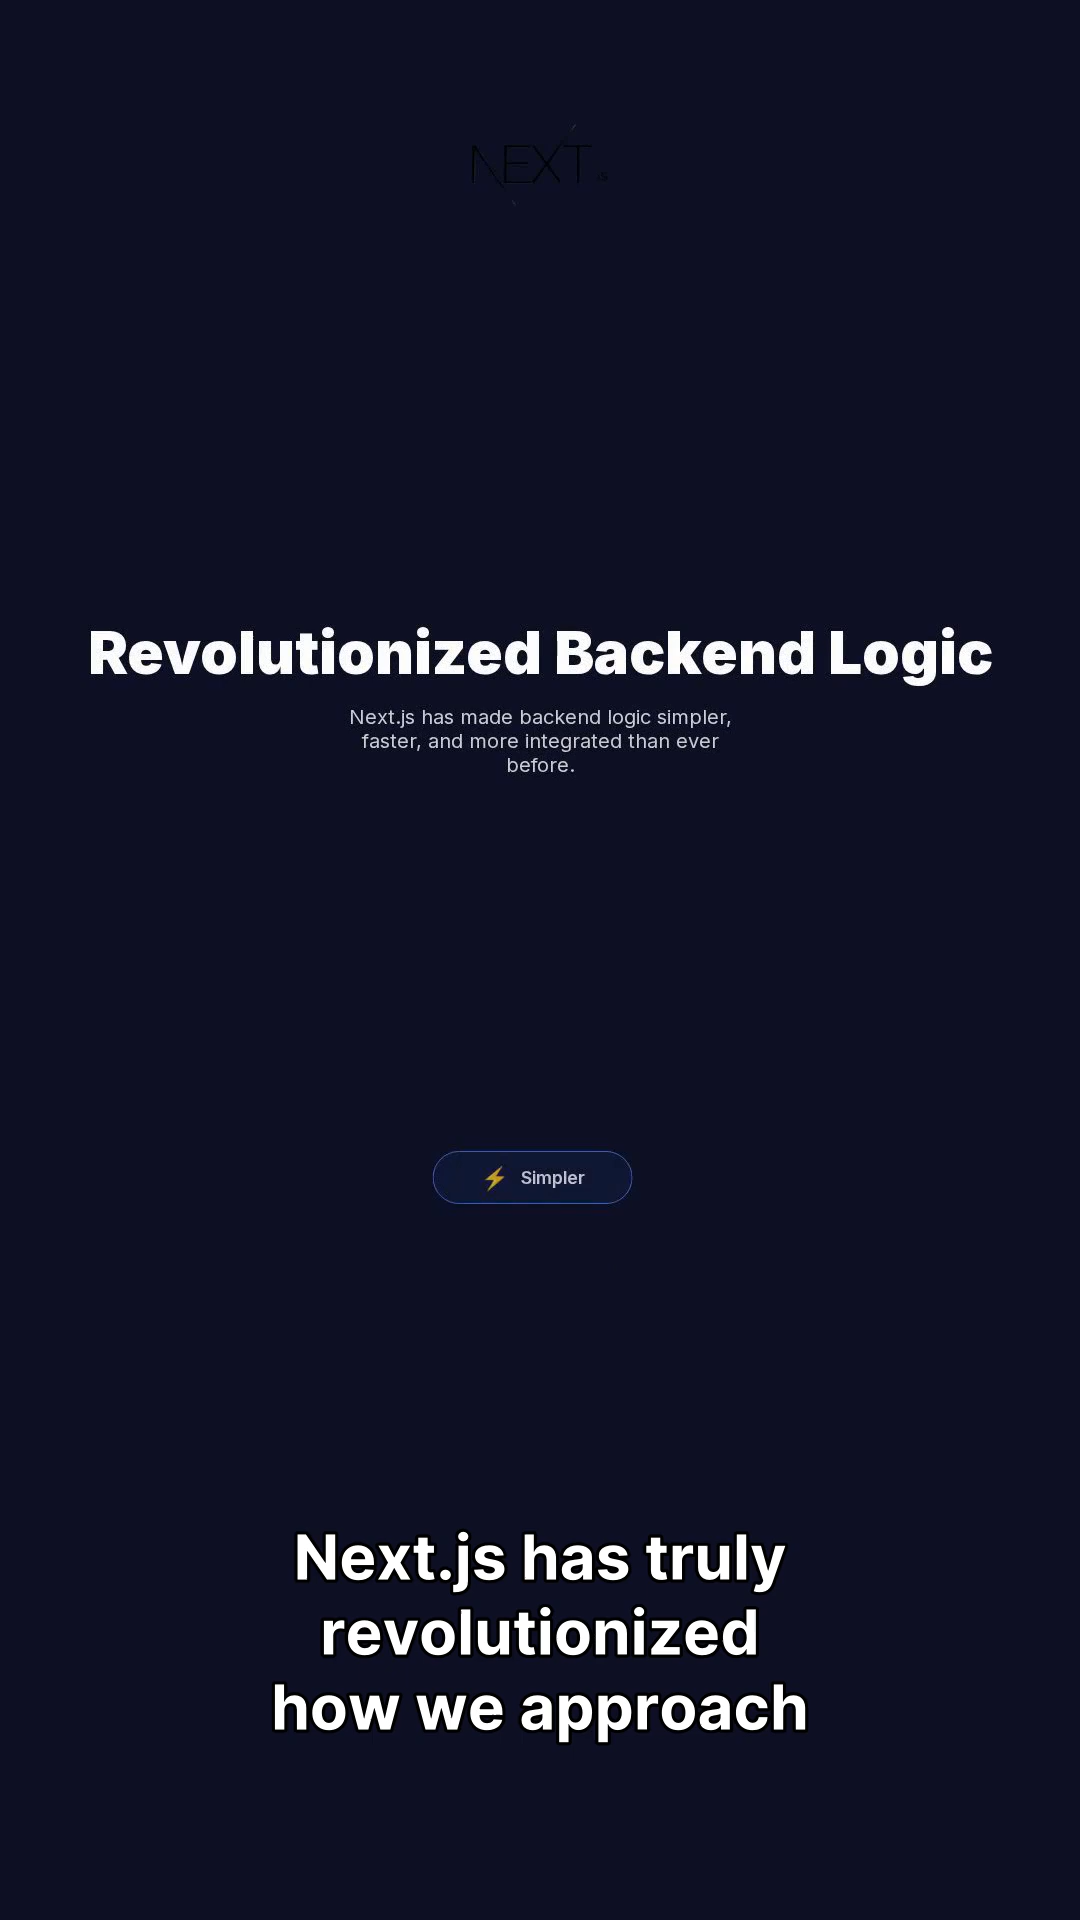 NEXT.JS
Revolutionized Backend Logic
Next.js has made backend logic simpler,
faster, and more integrated than ever
before.
⚡ Simpler
Next.js has truly
revolutionized
how we approach